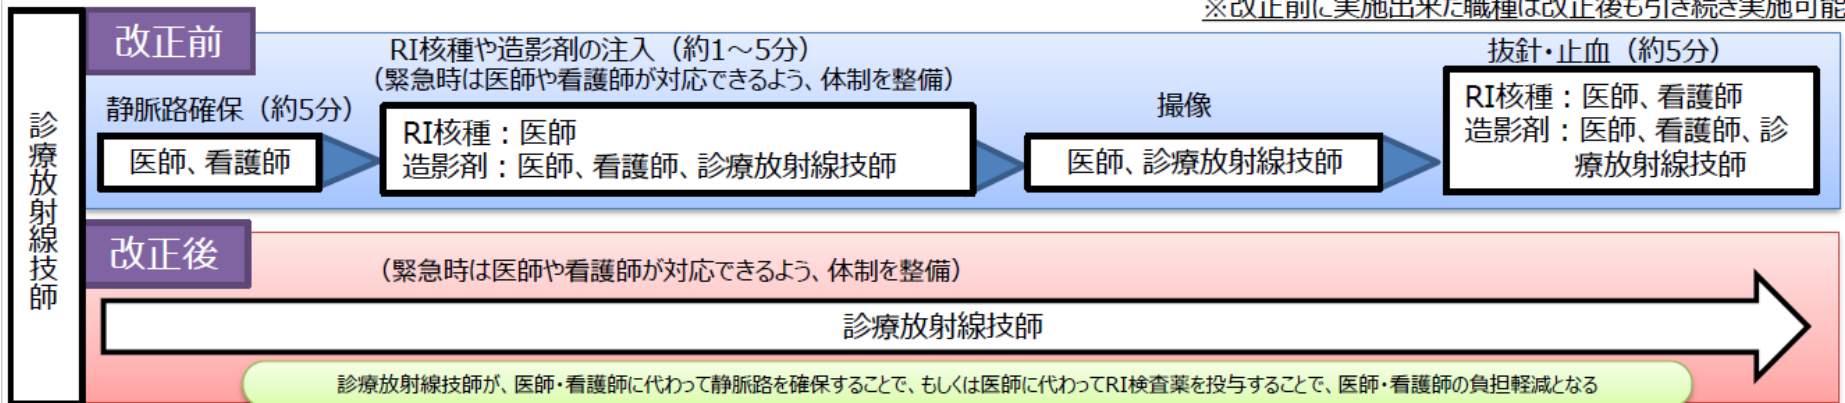 ※改正前に実施出来た職種は改正後も引き続き実施可能
診療放射線技師
改正前
静脈路確保（約5分）
医師、看護師
RI核種や造影剤の注入（約1～5分）
（緊急時は医師や看護師が対応できるよう、体制を整備）
RI核種：医師
造影剤：医師、看護師、診療放射線技師
撮像
医師、診療放射線技師
抜針・止血（約5分）
RI核種：医師、看護師
造影剤：医師、看護師、診
療放射線技師
改正後
（緊急時は医師や看護師が対応できるよう、体制を整備）
診療放射線技師
診療放射線技師が、医師・看護師に代わって静脈路を確保することで、もしくは医師に代わってRI検査薬を投与することで、医師・看護師の負担軽減となる